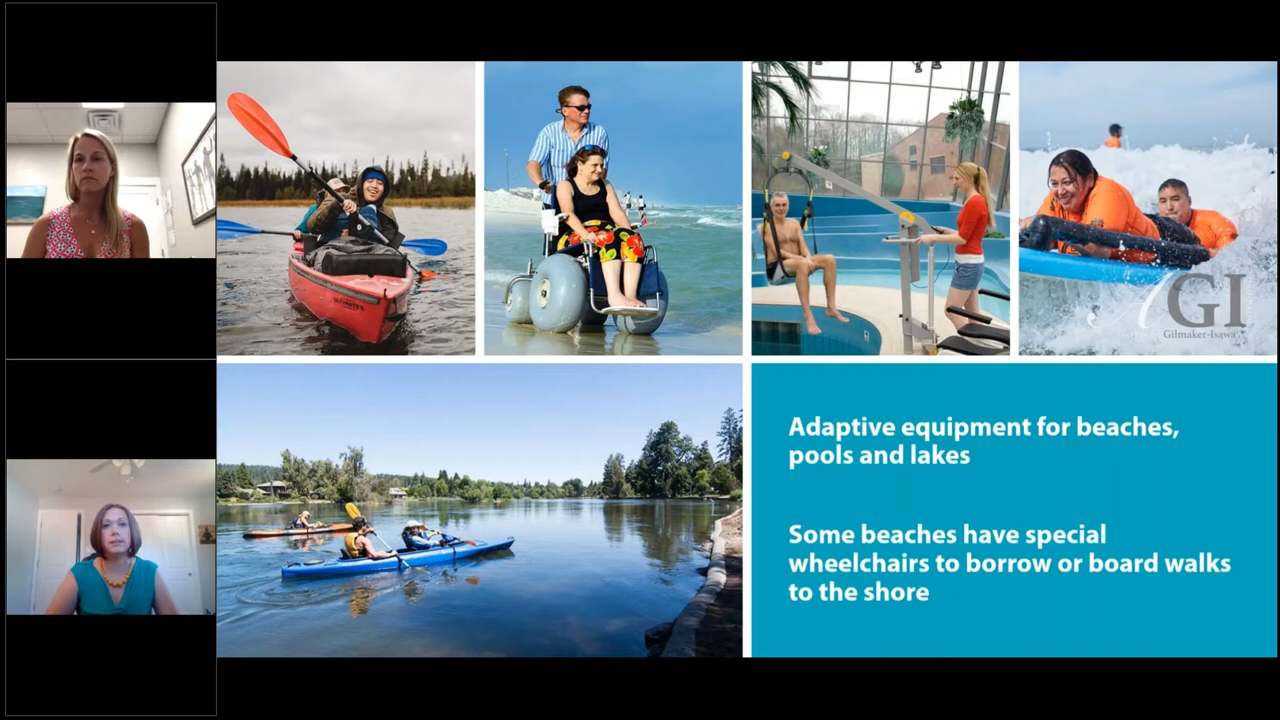 AGI
Gilmaker-Isawa
Adaptive equipment for beaches,
pools and lakes
Some beaches have special
wheelchairs to borrow or board walks
to the shore